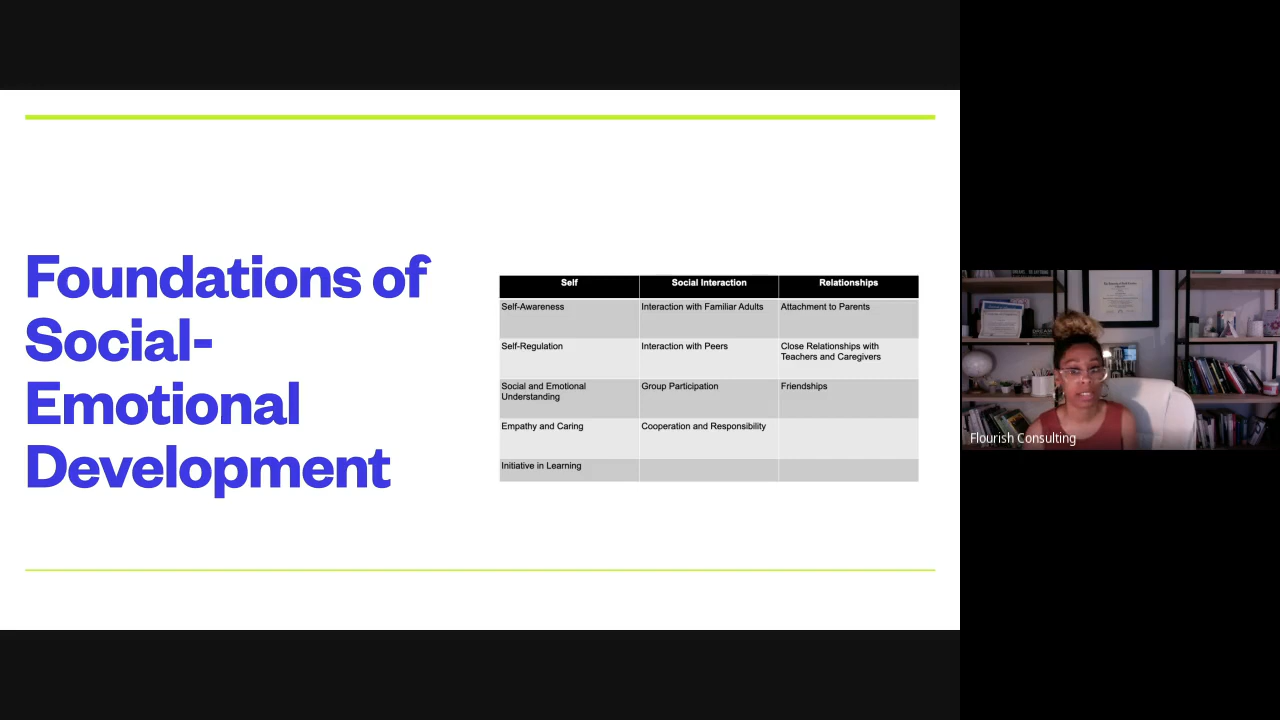 Foundations of
Social-
Emotional
Development
Self Social Interaction Relationships
Self-Awareness Interaction with Familiar Adults Attachment to Parents
Self-Regulation Interaction with Peers Close Relationships with
Teachers and Caregivers
Social and Emotional Group Participation Friendships
Understanding
Empathy and Caring Cooperation and Responsibility
Initiative in Learning
Flourish Consulting